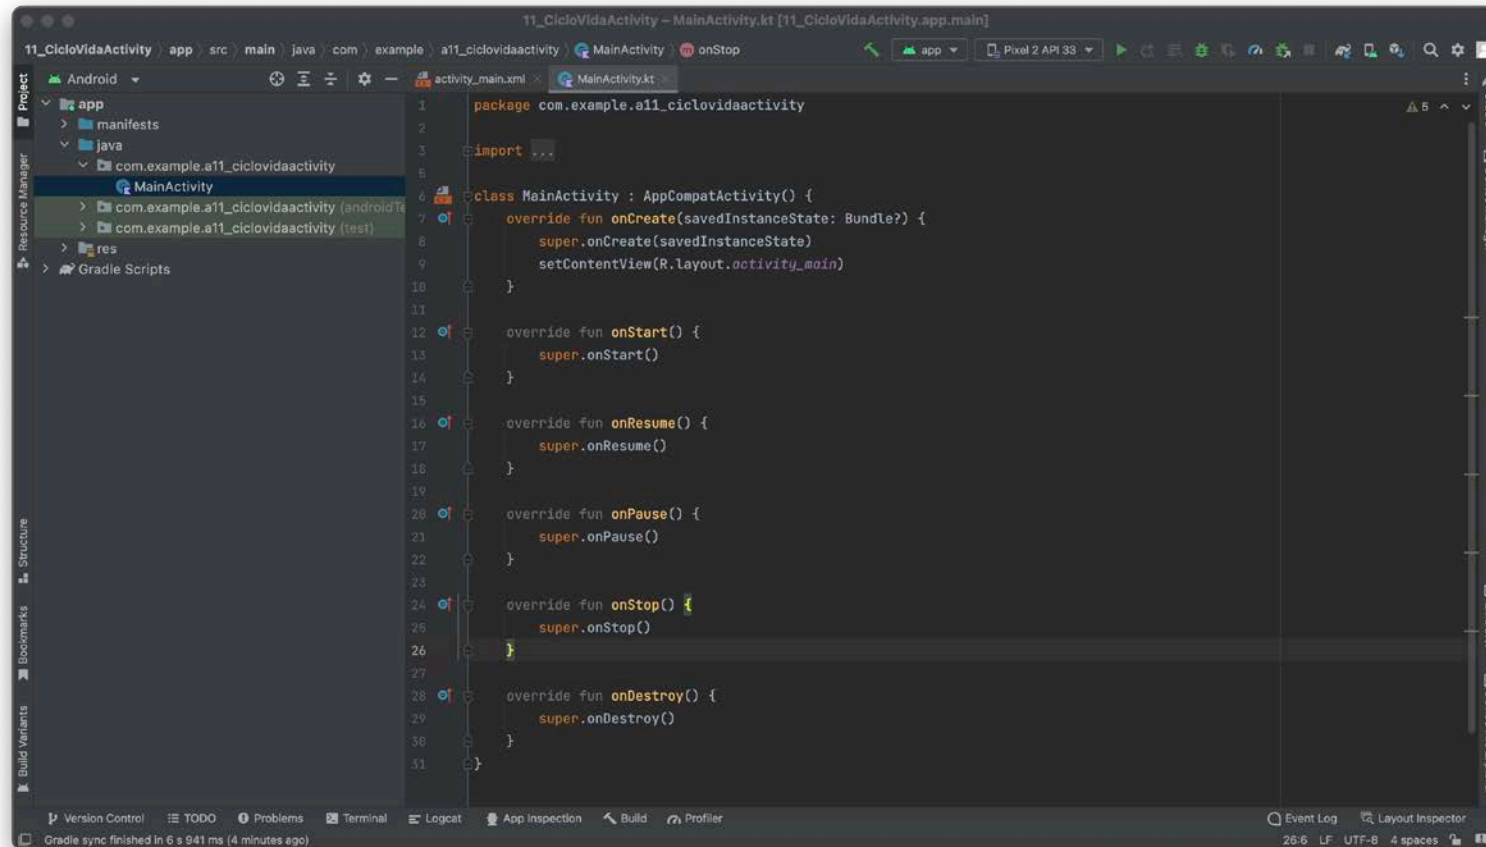 11_CicloVidaActivity – MainActivity.kt [11_CicloVidaActivity.app.main]
11_CicloVidaActivity app src main java com example a11_ciclovidaactivity MainActivity onStop
app Pixel 2 API 33
Android
activity_main.xml MainActivity.kt
Project
Resource Manager
Structure
Bookmarks
Build Variants
app
manifests
java
com.example.a11_ciclovidaactivity
MainActivity
com.example.a11_ciclovidaactivity (androidTe
com.example.a11_ciclovidaactivity (test)
res
Gradle Scripts
5
1 package com.example.a11_ciclovidaactivity
2
3 import ...
5
6 class MainActivity : AppCompatActivity() {
7 override fun onCreate(savedInstanceState: Bundle?) {
8 super.onCreate(savedInstanceState)
9 setContentView(R.layout.activity_main)
10 }
11
12 override fun onStart() {
13 super.onStart()
14 }
15
16 override fun onResume() {
17 super.onResume()
18 }
19
20 override fun onPause() {
21 super.onPause()
22 }
23
24 override fun onStop() {
25 super.onStop()
26 }
27
28 override fun onDestroy() {
29 super.onDestroy()
30 }
31 }
Version Control TODO Problems Terminal Logcat App Inspection Build Profiler Event Log Layout Inspector
Gradle sync finished in 6 s 941 ms (4 minutes ago) 26:6 LF UTF-8 4 spaces